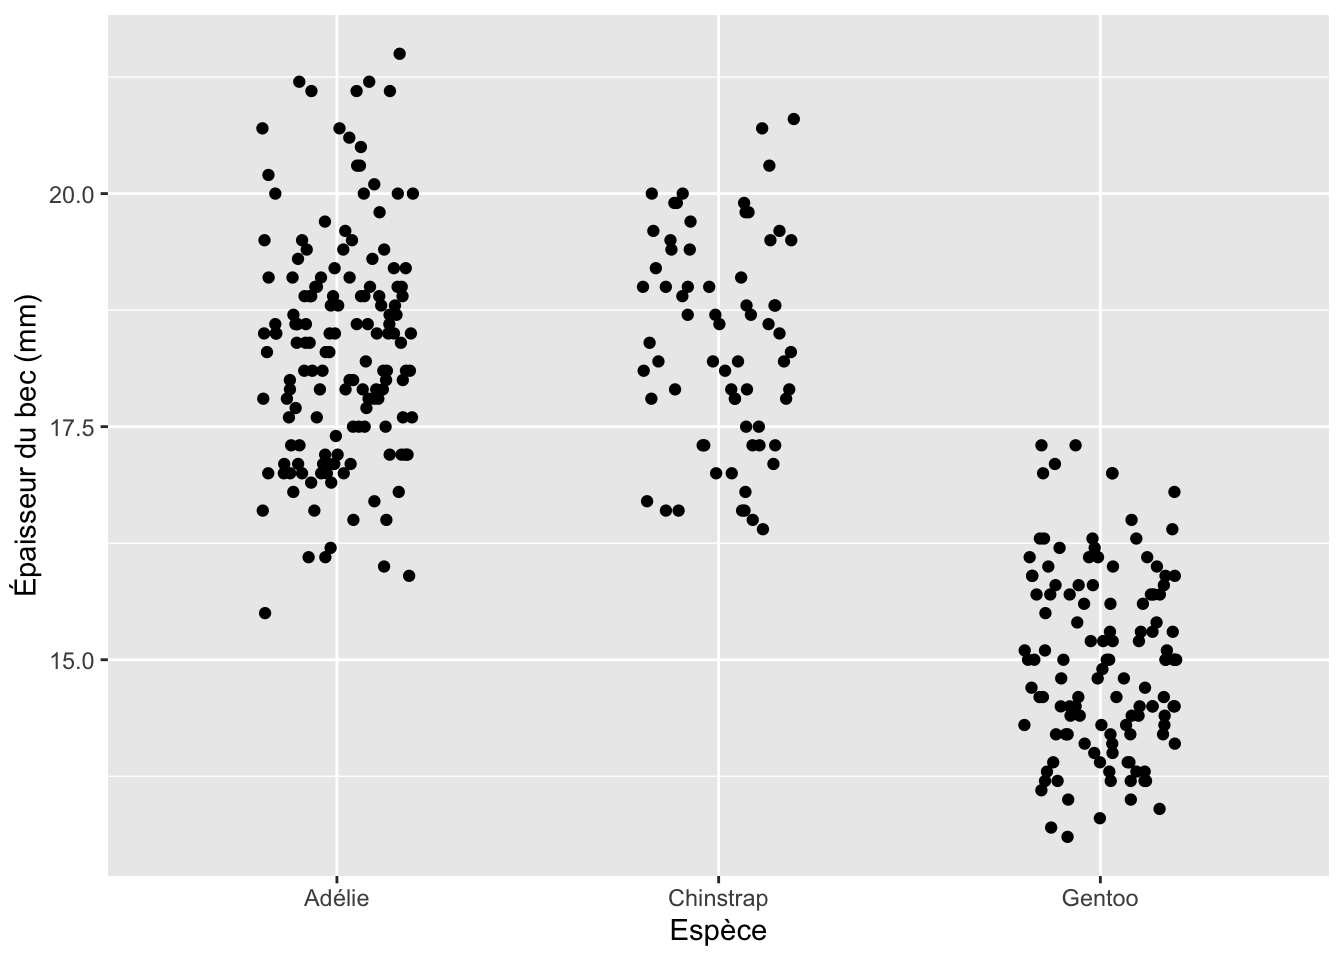 Épaisseur du bec (mm)
20.0
17.5
15.0
Adélie
Chinstrap
Gentoo
Espèce